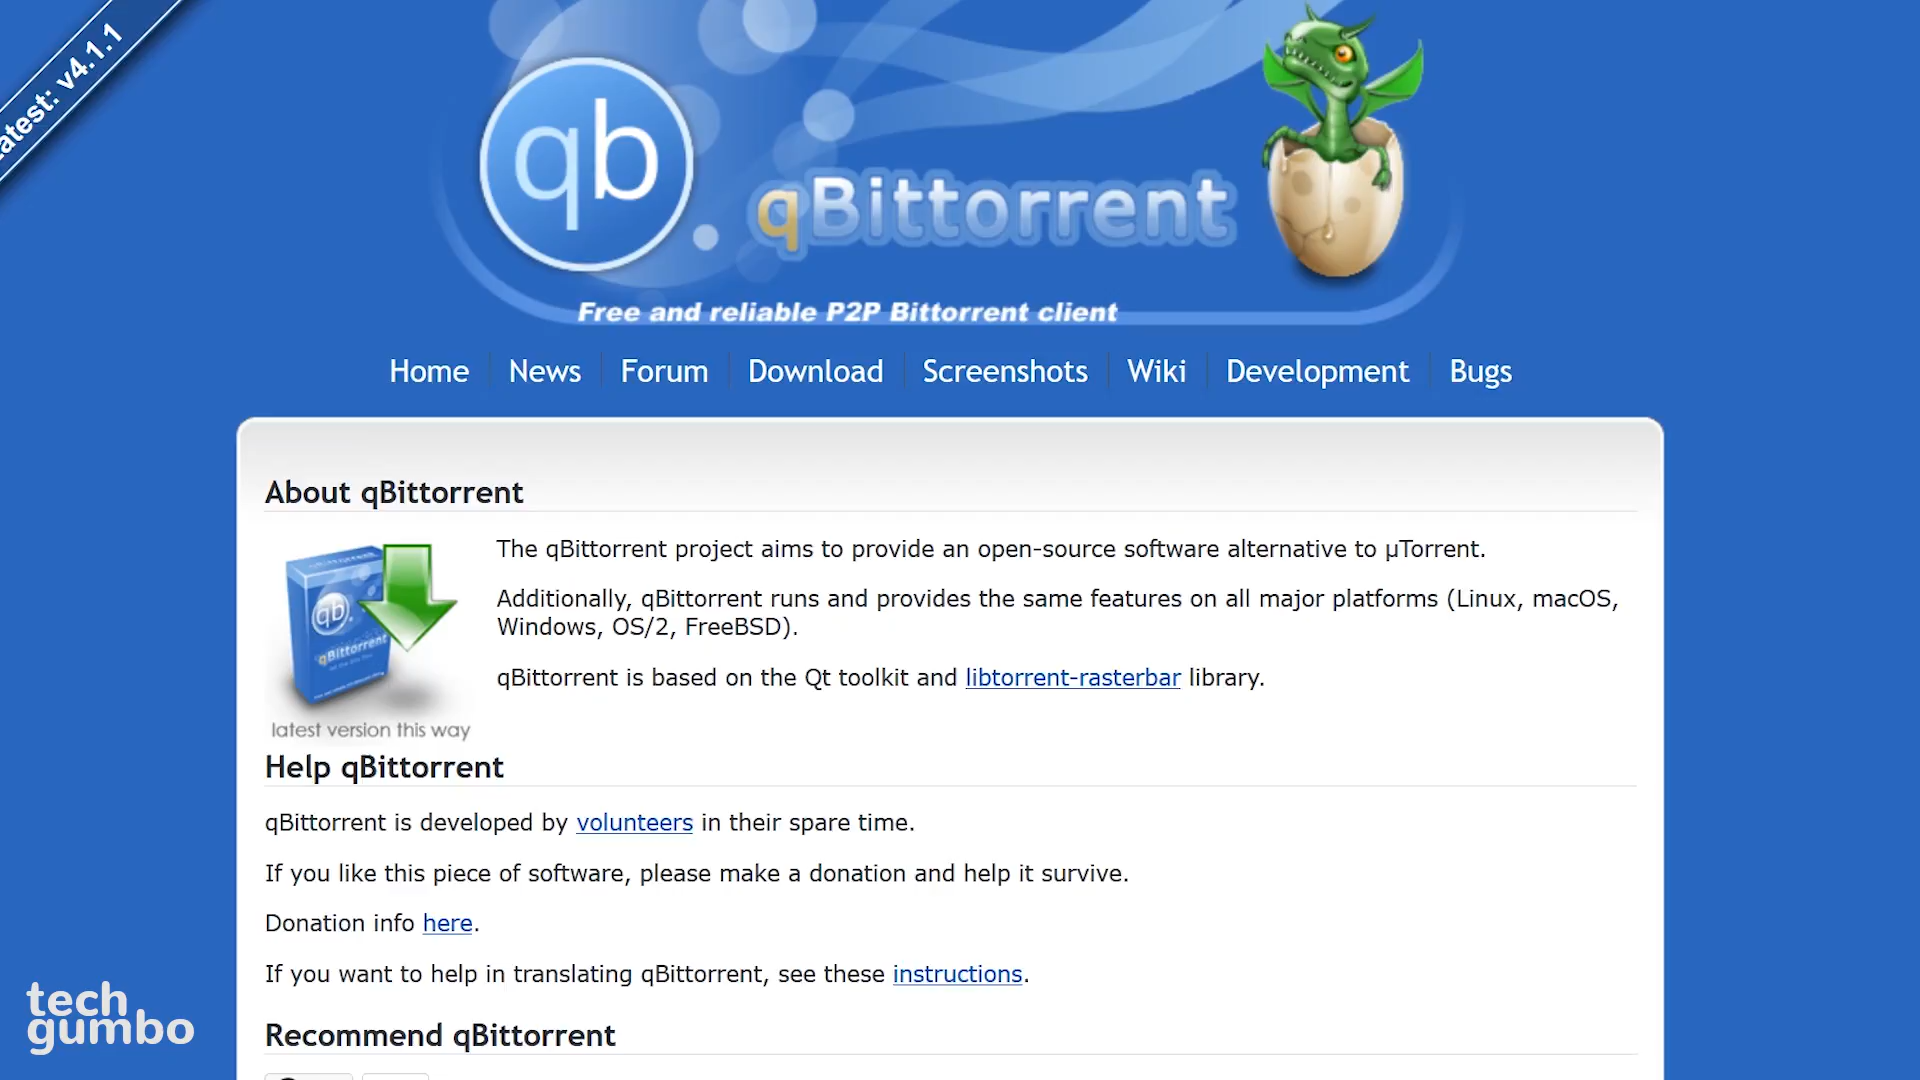 atest: v4.1.1
qb
qBittorrent
Free and reliable P2P Bittorrent client
Home News Forum Download Screenshots Wiki Development Bugs
About qBittorrent
The qBittorrent project aims to provide an open-source software alternative to µTorrent.
Additionally, qBittorrent runs and provides the same features on all major platforms (Linux, macOS,
Windows, OS/2, FreeBSD).
qBittorrent is based on the Qt toolkit and libtorrent-rasterbar library.
qb
qBittorrent
latest version this way
Help qBittorrent
qBittorrent is developed by volunteers in their spare time.
If you like this piece of software, please make a donation and help it survive.
Donation info here.
If you want to help in translating qBittorrent, see these instructions.
Recommend qBittorrent
tech
gumbo